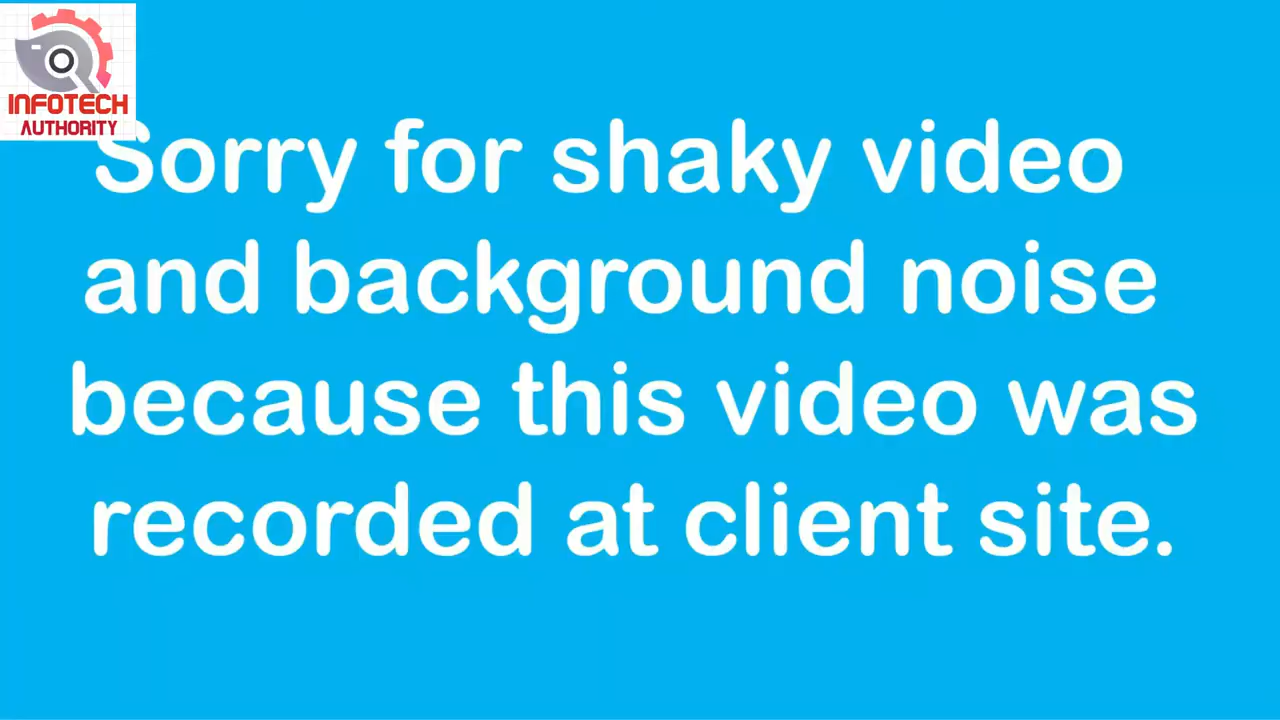 INFOTECH
AUTHORITY
Sorry for shaky video
and background noise
because this video was
recorded at client site.